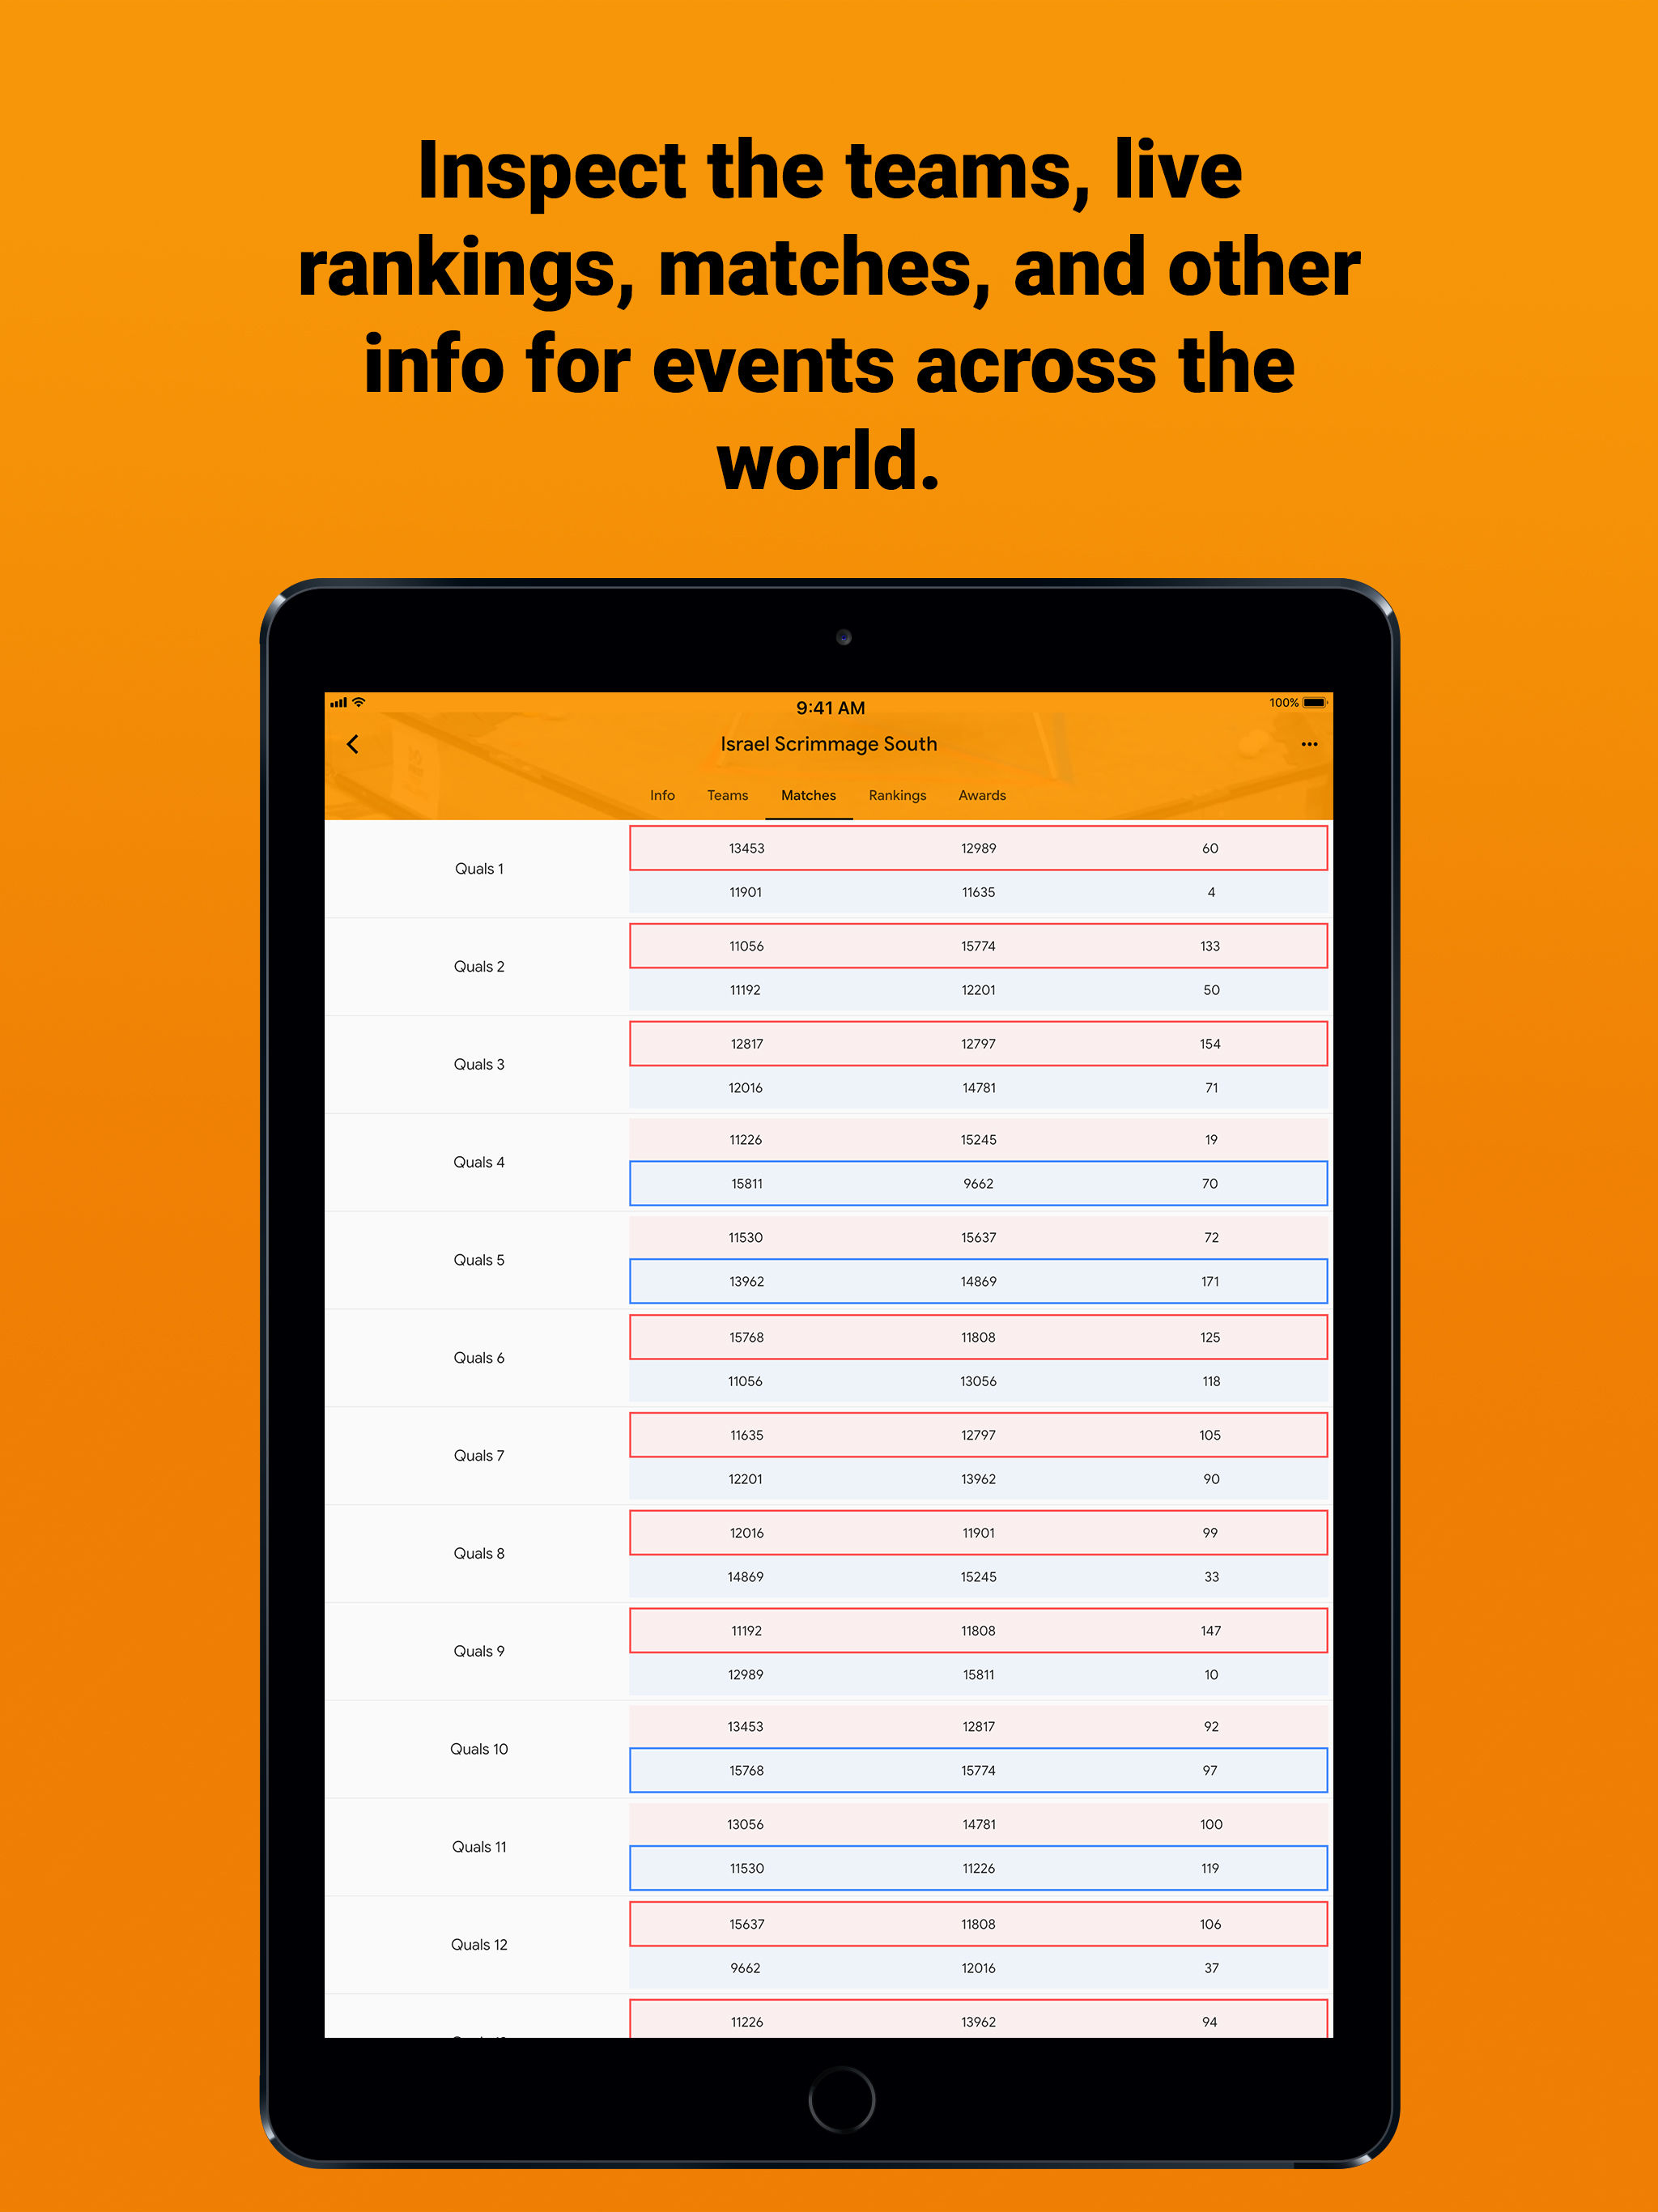 Inspect the teams, live
rankings, matches, and other
info for events across the
world.
9:41 AM
100%
Israel Scrimmage South
Info Teams Matches Rankings Awards
Quals 1
13453 12989 60
11901 11635 4
Quals 2
11056 15774 133
11192 12201 50
Quals 3
12817 12797 154
12016 14781 71
Quals 4
11226 15245 19
15811 9662 70
Quals 5
11530 15637 72
13962 14869 171
Quals 6
15768 11808 125
11056 13056 118
Quals 7
11635 12797 105
12201 13962 90
Quals 8
12016 11901 99
14869 15245 33
Quals 9
11192 11808 147
12989 15811 10
Quals 10
13453 12817 92
15768 15774 97
Quals 11
13056 14781 100
11530 11226 119
Quals 12
15637 11808 106
9662 12016 37
11226 13962 94